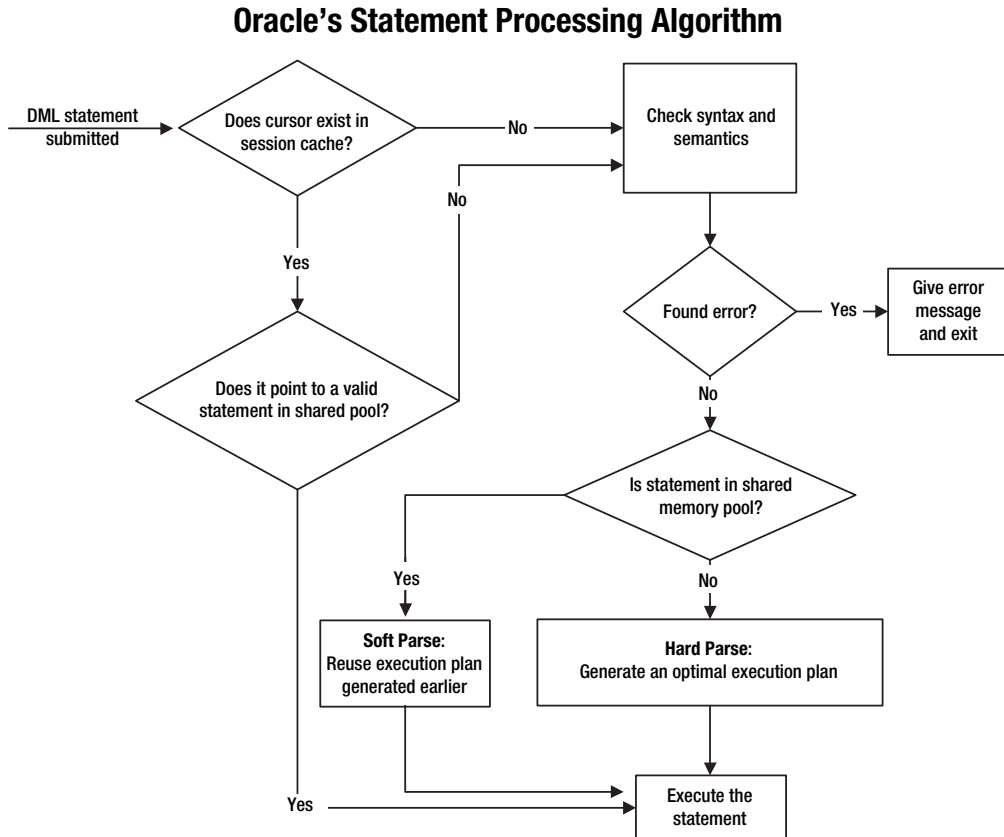 Oracle’s Statement Processing Algorithm
DML statement
submitted
Does cursor exist in
session cache?
No
Check syntax and
semantics
No
Yes
Found error?
Yes
Give error
message
and exit
Does it point to a valid
statement in shared pool?
No
Is statement in shared
memory pool?
Yes
No
Soft Parse:
Reuse execution plan
generated earlier
Hard Parse:
Generate an optimal execution plan
Yes
Execute the
statement